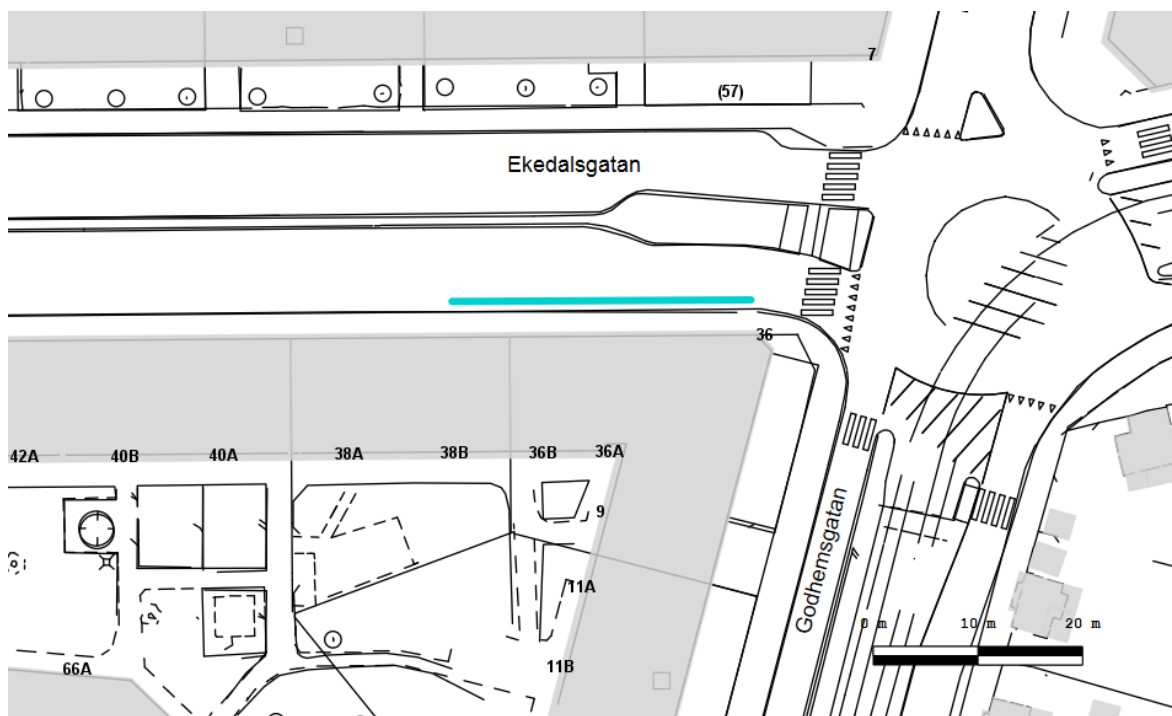 7
(57)
Ekedalsgatan
36
42A
40B
40A
38A
38B
36B
36A
9
11A
Godhemsgatan
0 m
10 m
20 m
11B
66A